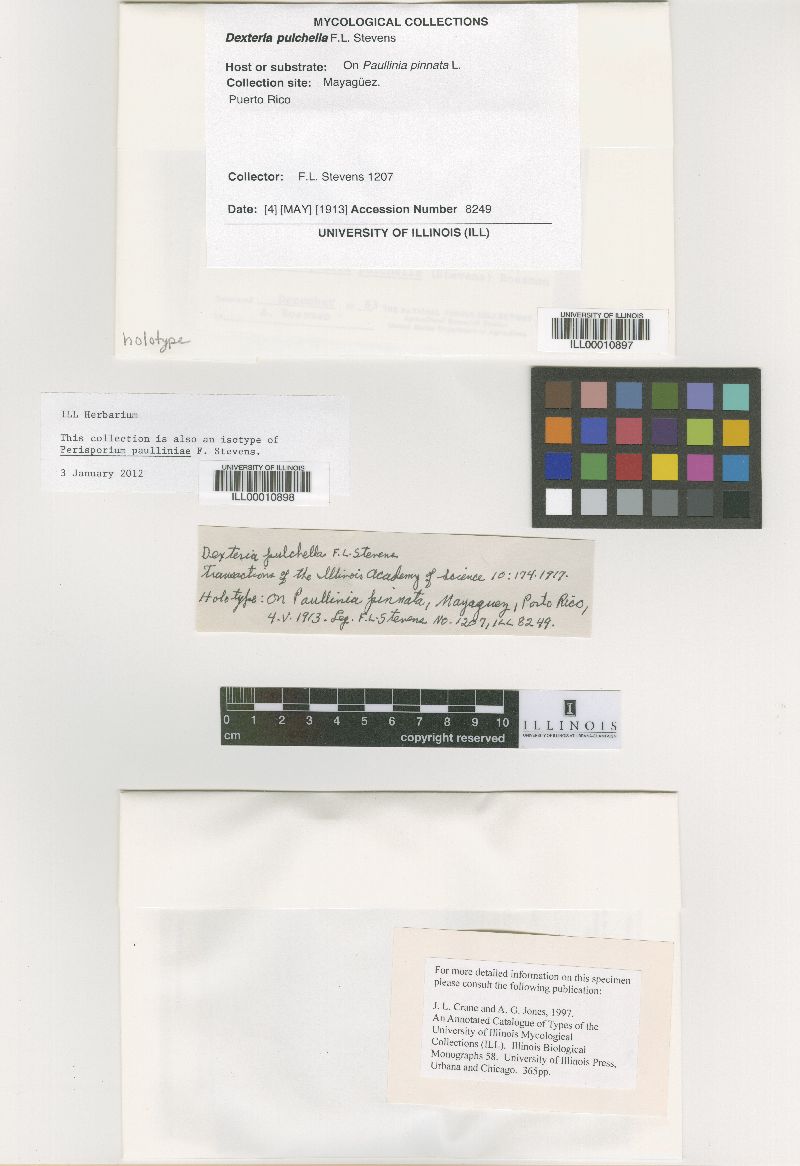 MYCOLOGICAL COLLECTIONS
Dexteria pulchella F.L. Stevens
Host or substrate: On Paullinia pinnata L.
Collection site: Mayagüez.
Puerto Rico
Collector: F.L. Stevens 1207
Date: [4] [MAY] [1913] Accession Number 8249
UNIVERSITY OF ILLINOIS (ILL)
holotype
UNIVERSITY OF ILLINOIS
ILL00010897
ILL Herbarium
This collection is also an isotype of
Perisporium paulliniae F. Stevens.
3 January 2012
UNIVERSITY OF ILLINOIS
ILL00010898
Dexteria pulchella F.L. Stevens
Transactions of the Illinois Academy of Science 10:174.1917.
Holotype: On Paullinia pinnata, Mayaguez, Porto Rico,
4.V.1913. Leg. F.L. Stevens No. 1207, ILL 8249.
0 1 2 3 4 5 6 7 8 9 10
cm copyright reserved
I
ILLINOIS
UNIVERSITY OF ILLINOIS AT URBANA-CHAMPAIGN
For more detailed information on this specimen
please consult the following publication:
J. L. Crane and A. G. Jones, 1997.
An Annotated Catalogue of Types of the
University of Illinois Mycological
Collections (ILL). Illinois Biological
Monographs 58. University of Illinois Press,
Urbana and Chicago. 365pp.